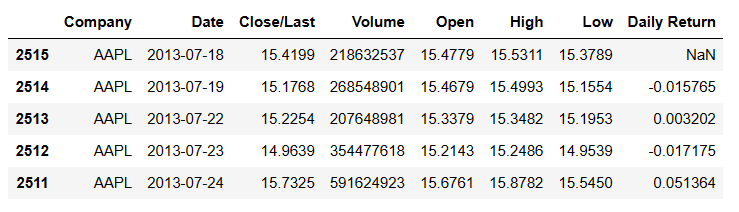 Company Date Close/Last Volume Open High Low Daily Return
2515 AAPL 2013-07-18 15.4199 218632537 15.4779 15.5311 15.3789 NaN
2514 AAPL 2013-07-19 15.1768 268548901 15.4679 15.4993 15.1554 -0.015765
2513 AAPL 2013-07-22 15.2254 207648981 15.3379 15.3482 15.1953 0.003202
2512 AAPL 2013-07-23 14.9639 354477618 15.2143 15.2486 14.9539 -0.017175
2511 AAPL 2013-07-24 15.7325 591624923 15.6761 15.8782 15.5450 0.051364